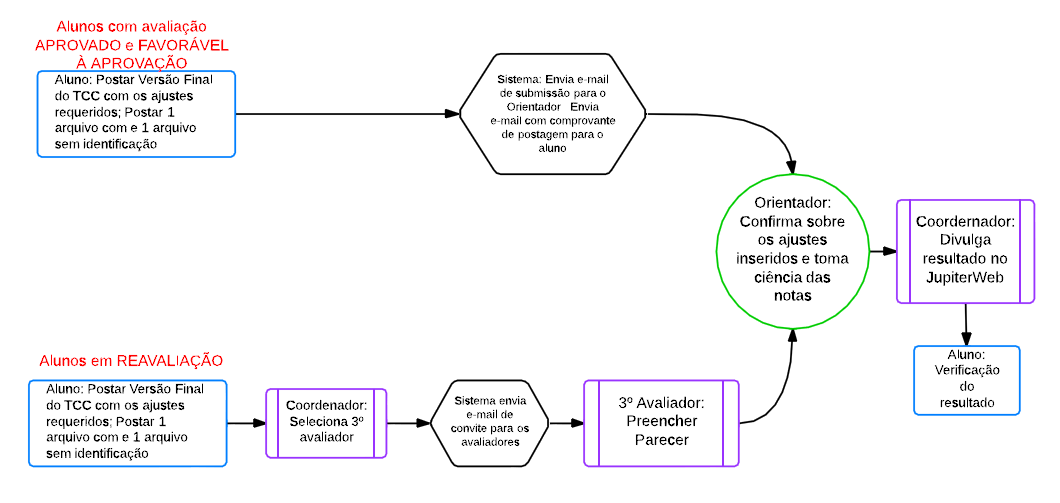 Alunos com avaliação
APROVADO e FAVORÁVEL
À APROVAÇÃO
Aluno: Postar Versão Final
do TCC com os ajustes
requeridos; Postar 1
arquivo com e 1 arquivo
sem identificação
Sistema: Envia e-mail
de submissão para o
Orientador Envia
e-mail com comprovante
de postagem para o
aluno
Orientador:
Confirma sobre
os ajustes
inseridos e toma
ciência das
notas
Coordernador:
Divulga
resultado no
JupiterWeb
Aluno:
Verificação
do
resultado
Alunos em REAVALIAÇÃO
Aluno: Postar Versão Final
do TCC com os ajustes
requeridos; Postar 1
arquivo com e 1 arquivo
sem identificação
Coordenador:
Seleciona 3º
avaliador
Sistema envia
e-mail de
convite para os
avaliadores
3º Avaliador:
Preencher
Parecer